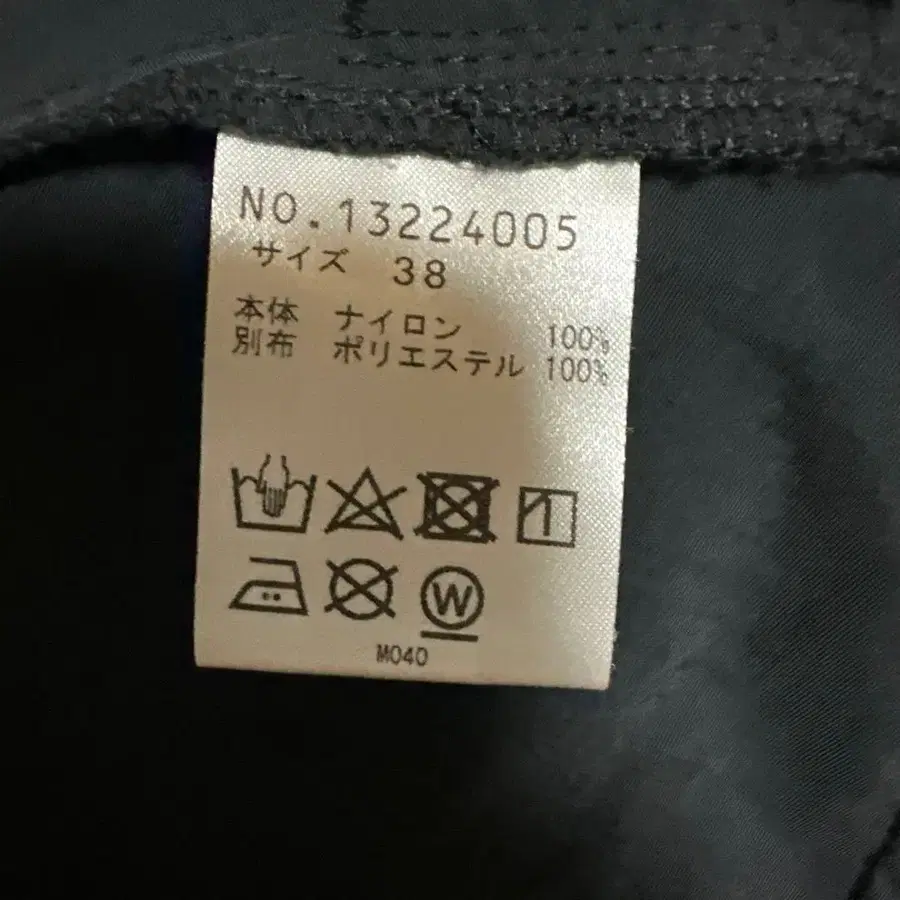 NO.13224005
サイズ 38
本体 ナイロン 100%
別布 ポリエステル 100%
W
M040